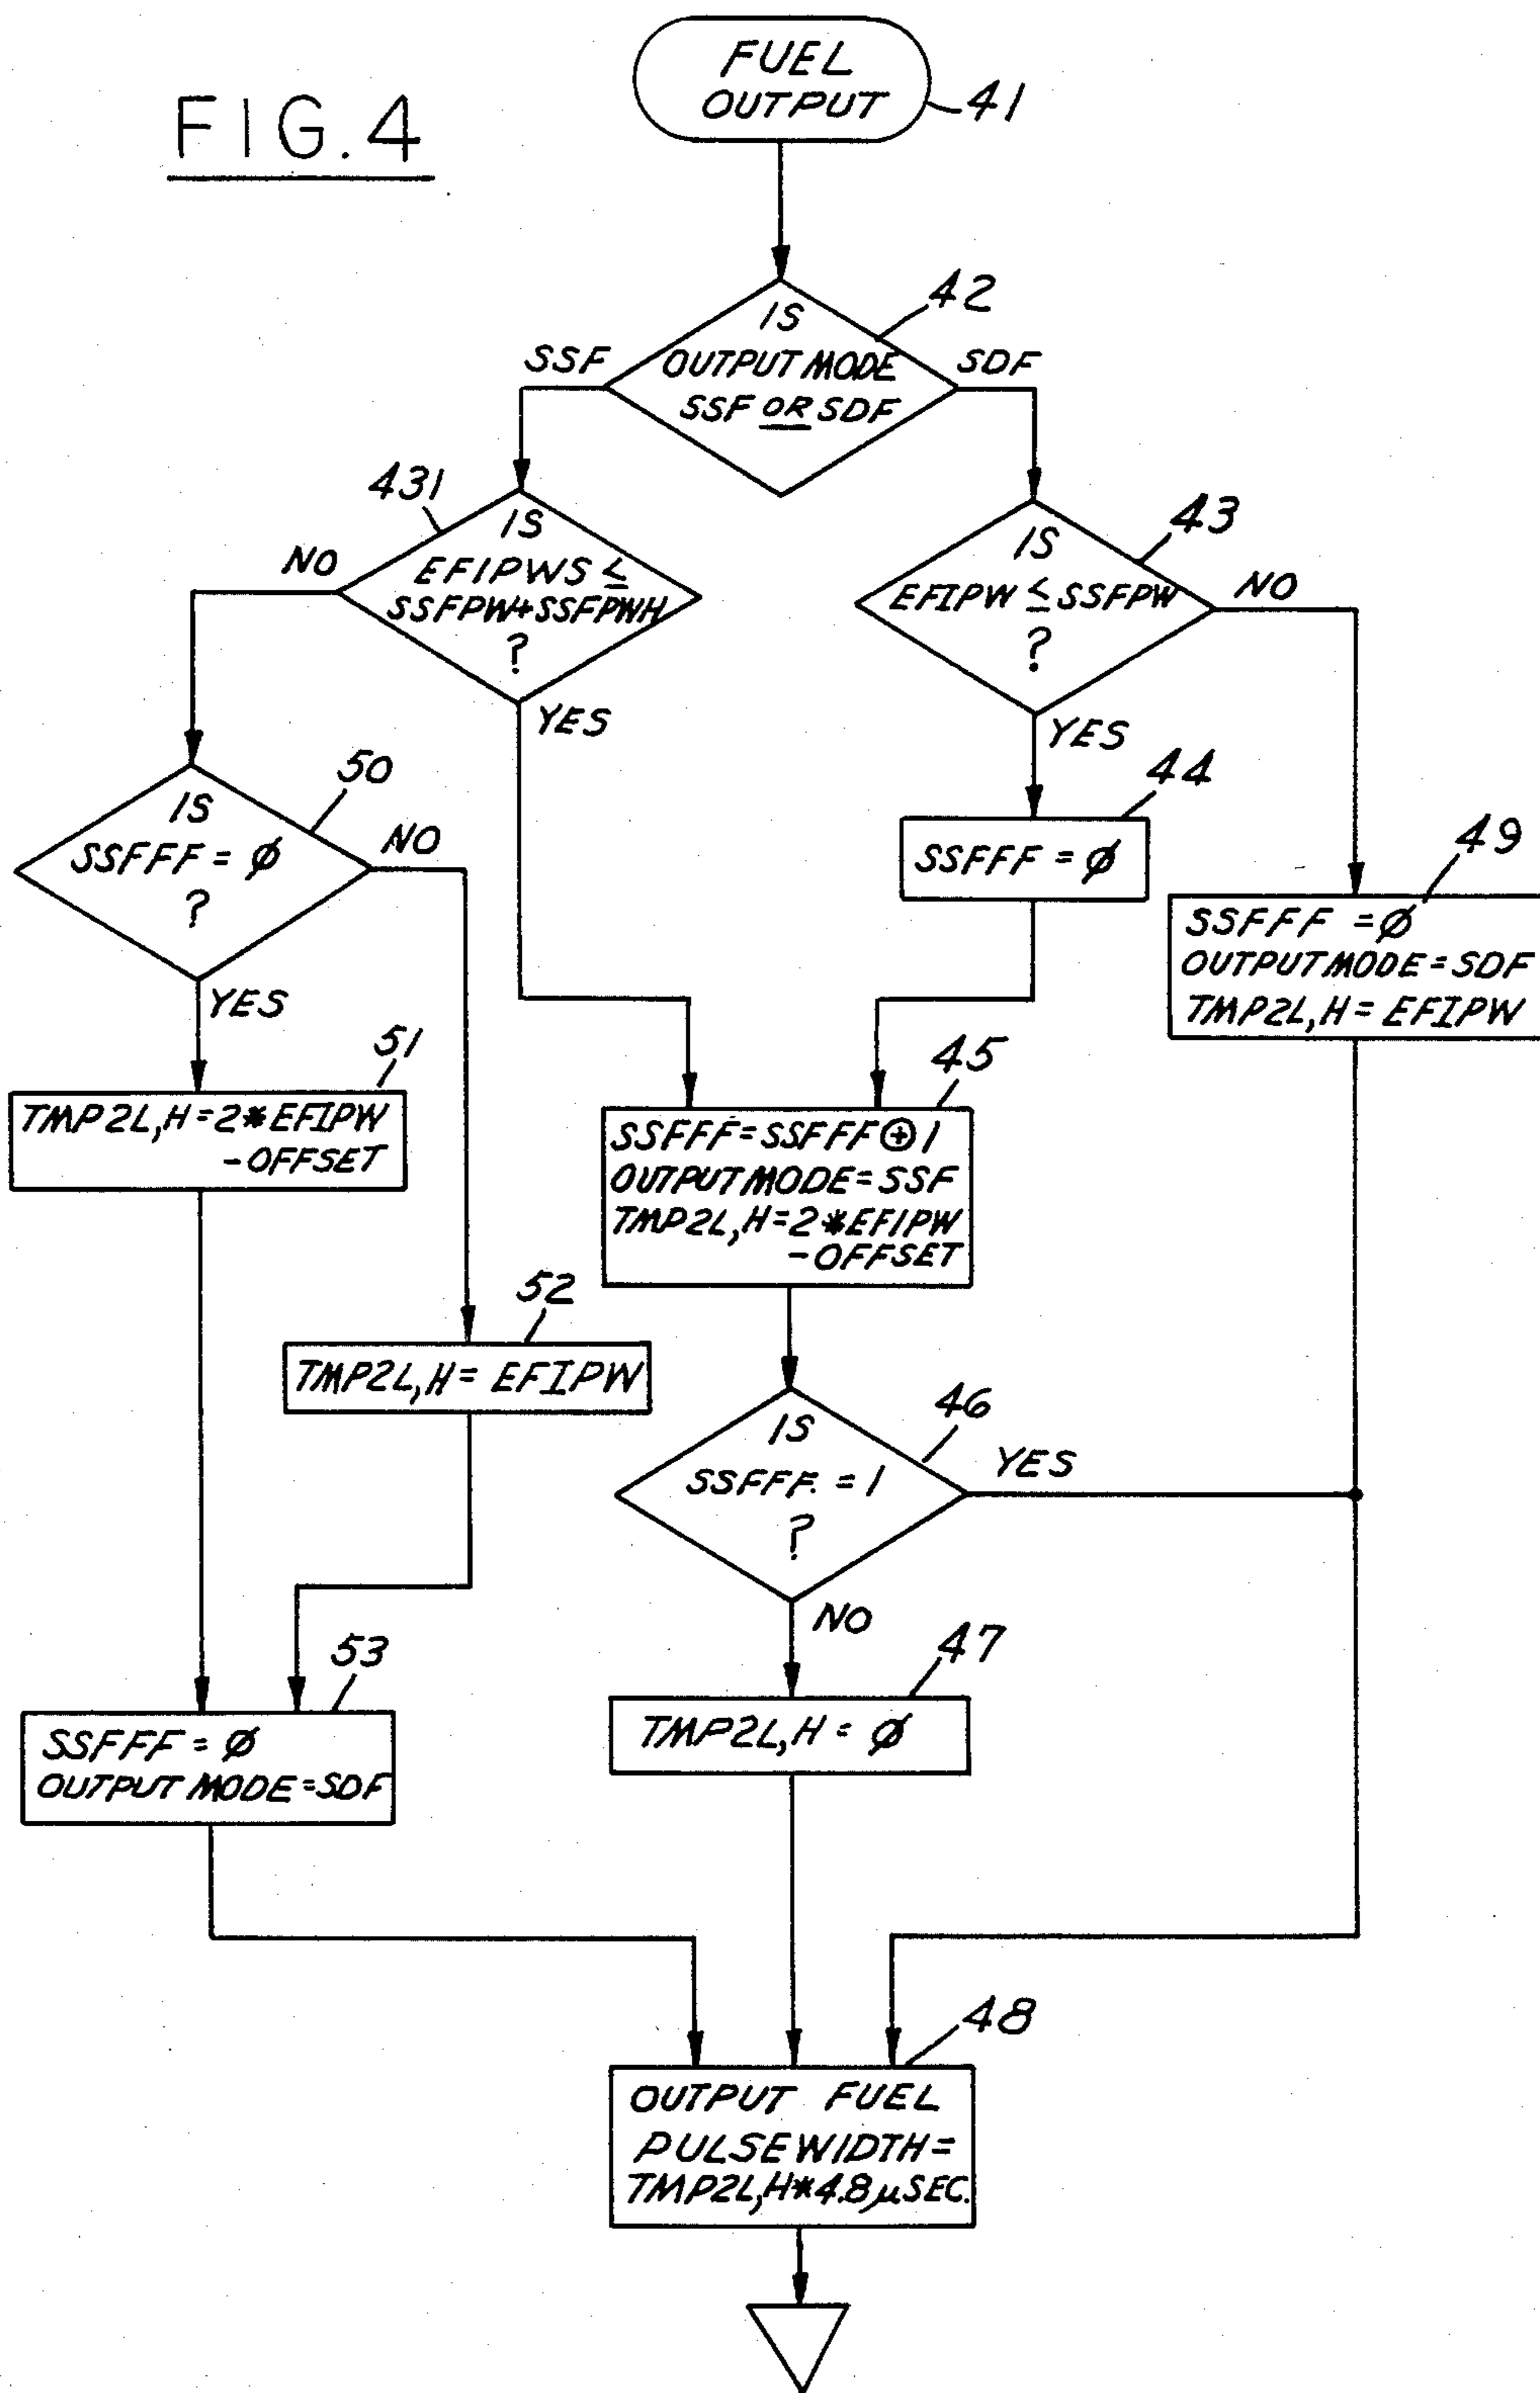 FIG. 4
FUEL
OUTPUT
41
42
IS
OUTPUT MODE
SSF OR SDF
SSF
SDF
431
IS
EFIPWS ≤
SSFPW+SSFPWH
?
NO
YES
43
IS
EFIPW ≤ SSFPW
?
NO
YES
50
IS
SSFFF = Ø
?
NO
YES
44
SSFFF = Ø
49
SSFFF = Ø
OUTPUT MODE = SDF
TMP2L,H = EFIPW
51
TMP2L,H = 2*EFIPW
-OFFSET
45
SSFFF = SSFFF ⊕ 1
OUTPUT MODE = SSF
TMP2L,H = 2*EFIPW
-OFFSET
52
TMP2L,H = EFIPW
46
IS
SSFFF. = 1
?
YES
NO
53
SSFFF = Ø
OUTPUT MODE = SDF
47
TMP2L,H = Ø
48
OUTPUT FUEL
PULSEWIDTH =
TMP2L,H*4.8 µSEC.